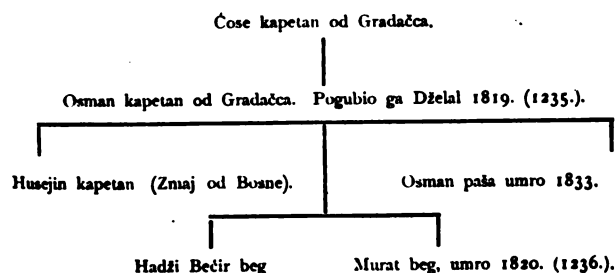 Ćose kapetan od Gradačca.
Osman kapetan od Gradačca. Pogubio ga Dželal 1819. (1235.).
Husejin kapetan (Zmaj od Bosne). Osman paša umro 1833.
Hadži Bećir beg Murat beg, umro 1820. (1236.).